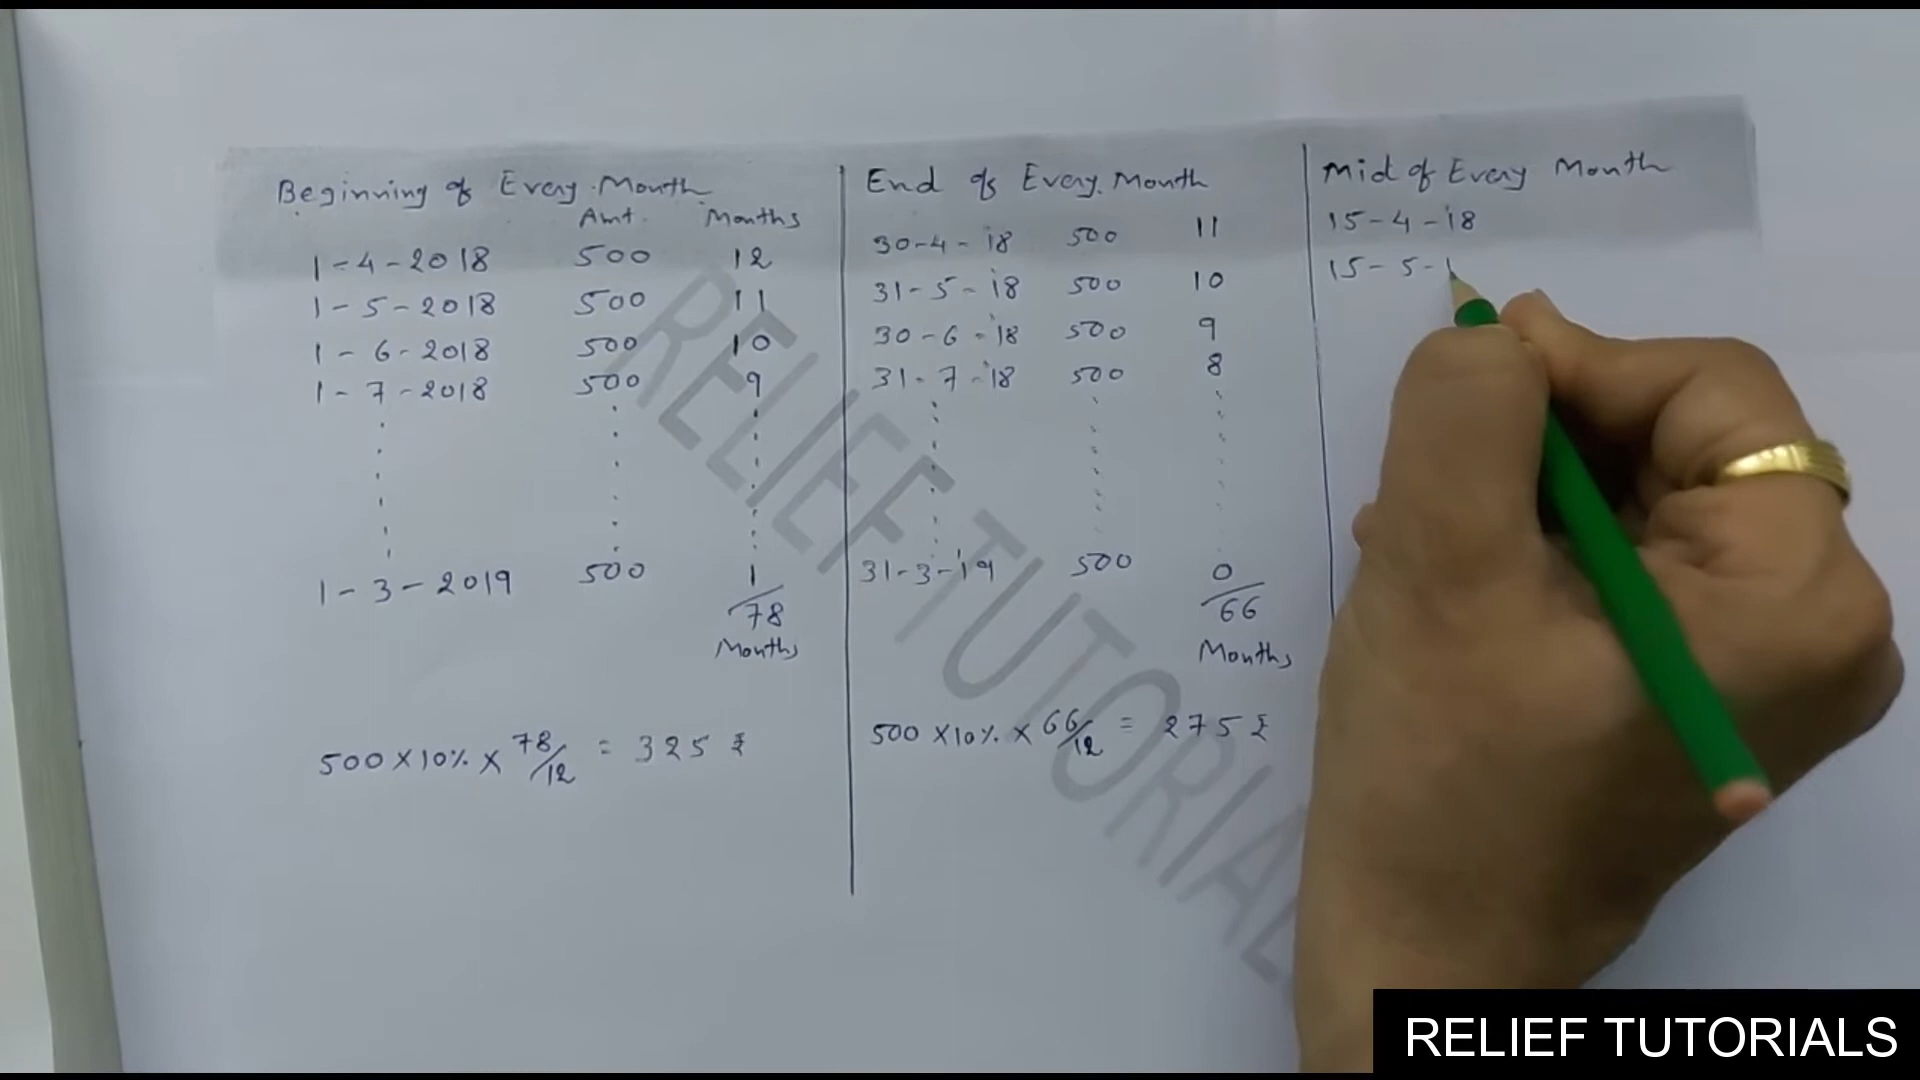 Beginning of Every Month
Amt. Months
1-4-2018 500 12
1-5-2018 500 11
1-6-2018 500 10
1-7-2018 500 9
1-3-2019 500 1
78
Months
500 X 10% X 78/12 = 325 ₹
End of Every Month
30-4-'18 500 11
31-5-'18 500 10
30-6-'18 500 9
31-7-'18 500 8
31-3-'19 500 0
66
Months
500 X 10% X 66/12 = 275 ₹
Mid of Every Month
15-4-'18
15-5-1
RELIEF TUTORIALS
RELIEF TUTORIALS